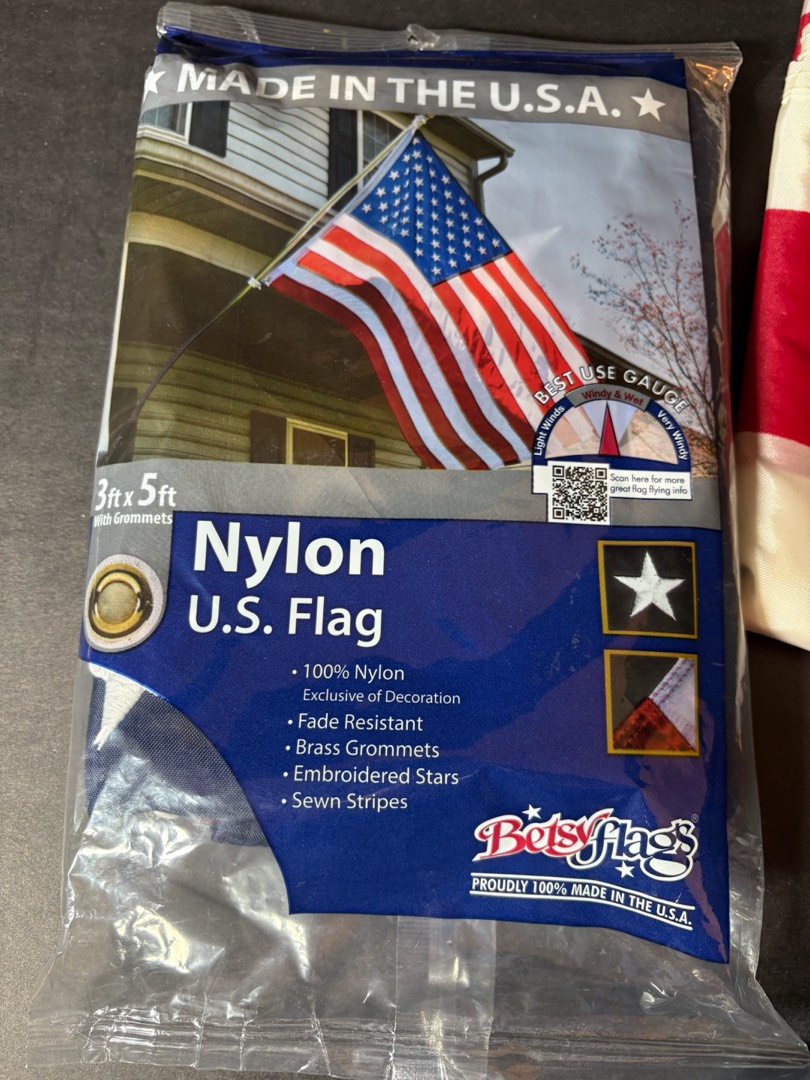 ★ MADE IN THE U.S.A. ★
BEST USE GAUGE
Light Winds
Windy & Wet
Very Windy
Scan here for more
great flag flying info
3ft x 5ft
With Grommets
Nylon
U.S. Flag
• 100% Nylon
Exclusive of Decoration
• Fade Resistant
• Brass Grommets
• Embroidered Stars
• Sewn Stripes
Betsyflags®
PROUDLY 100% MADE IN THE U.S.A.